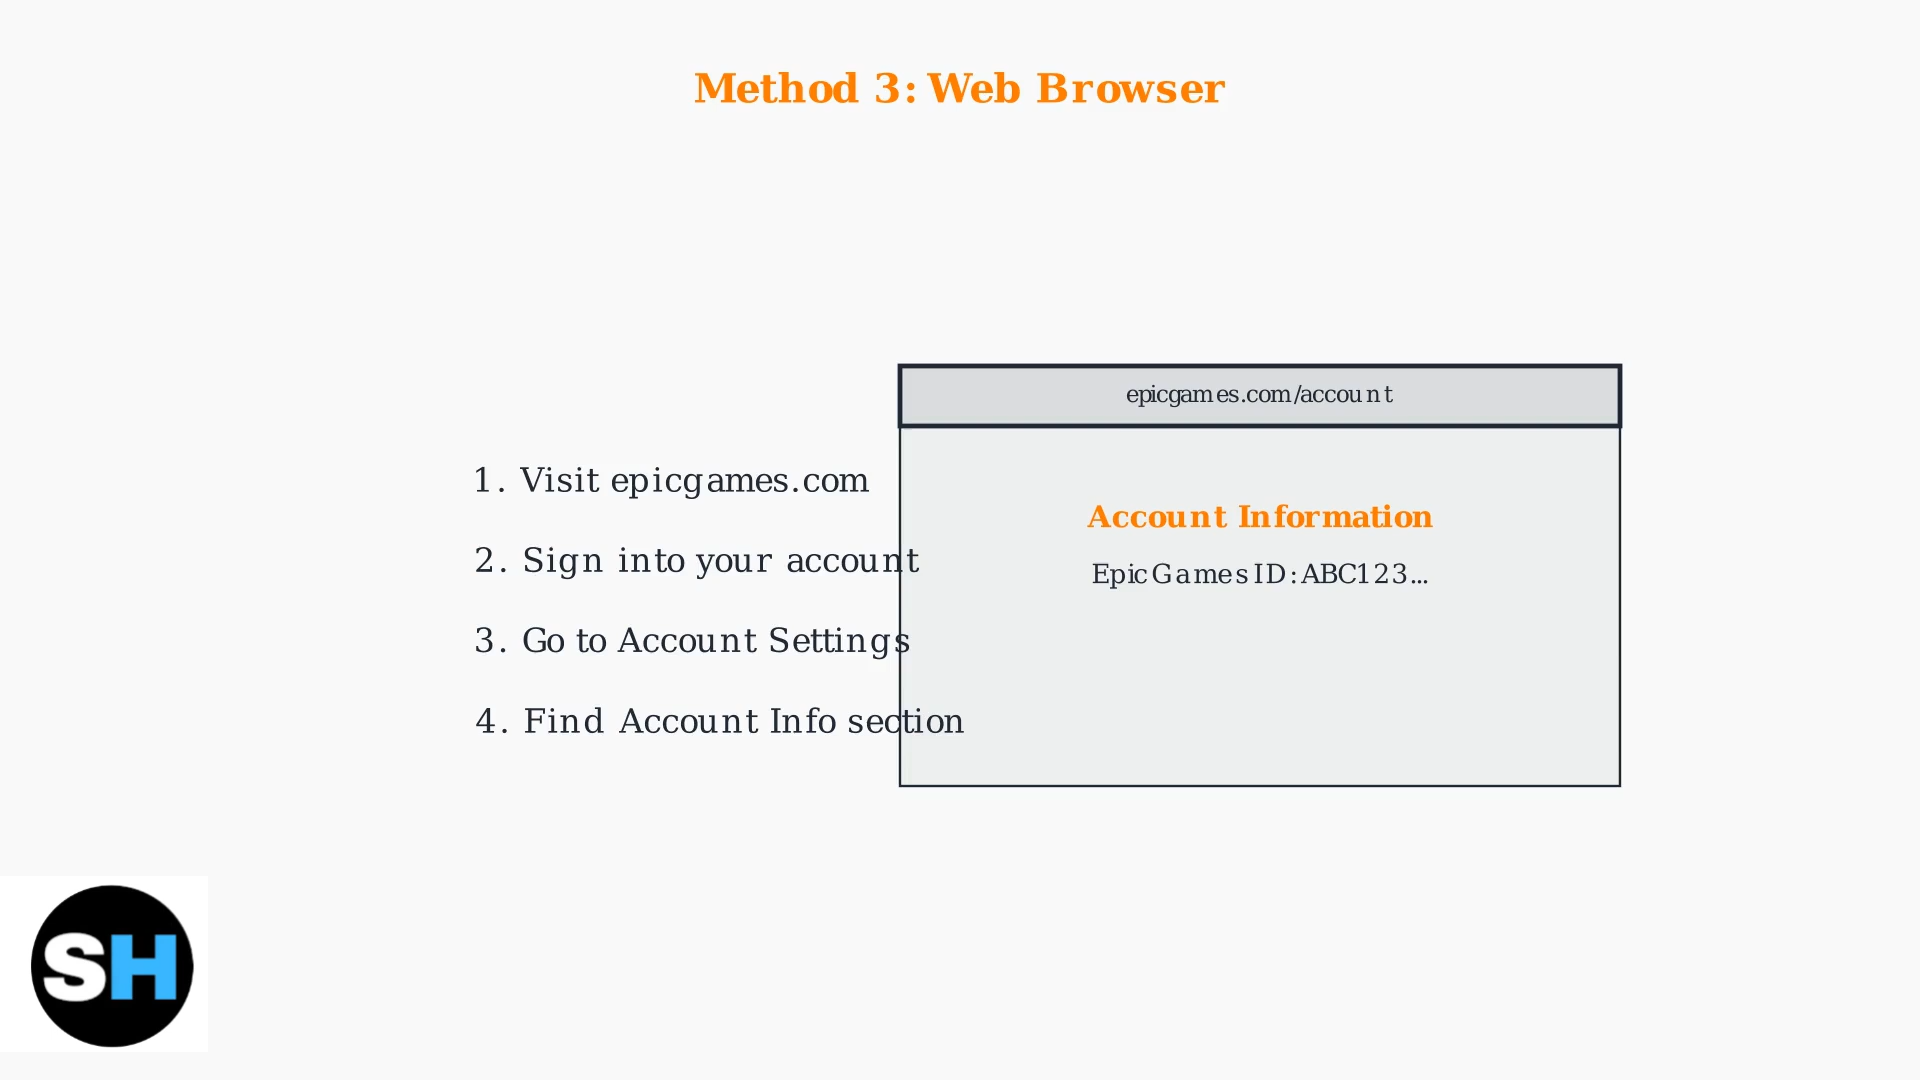 Method 3: Web Browser
epicgames.com/account
1. Visit epicgames.com
Account Information
2. Sign into your account
Epic Games ID: ABC123...
3. Go to Account Settings
4. Find Account Info section
SH